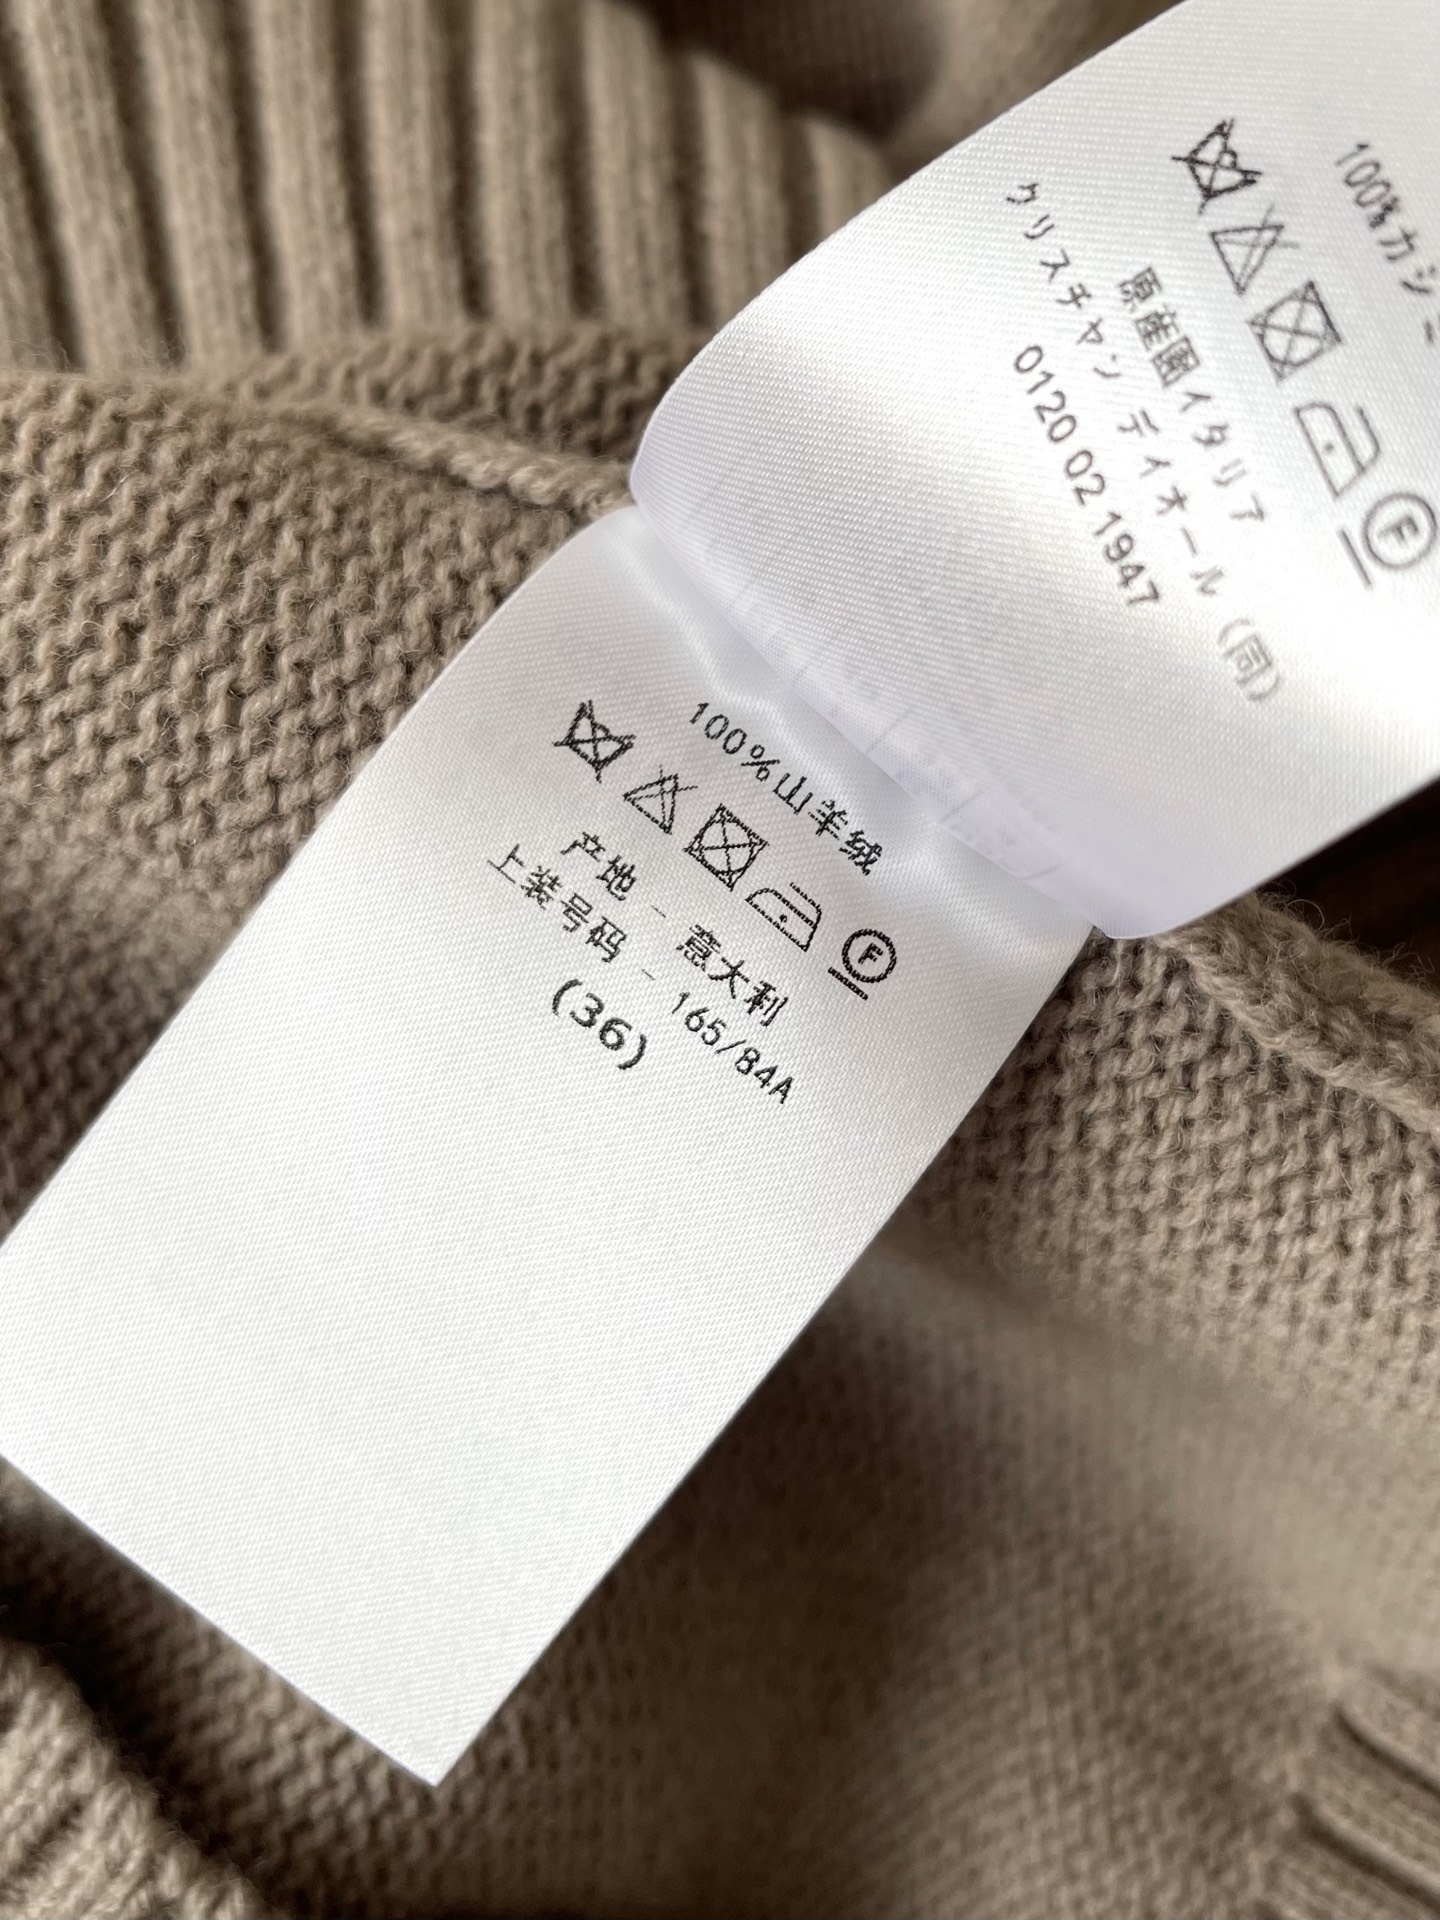 100%カシミ
原産国イタリア
クリスチャン ディオール (同)
0120 02 1947
100%山羊绒
F
产地 - 意大利
上装号码 - 165/84A
(36)